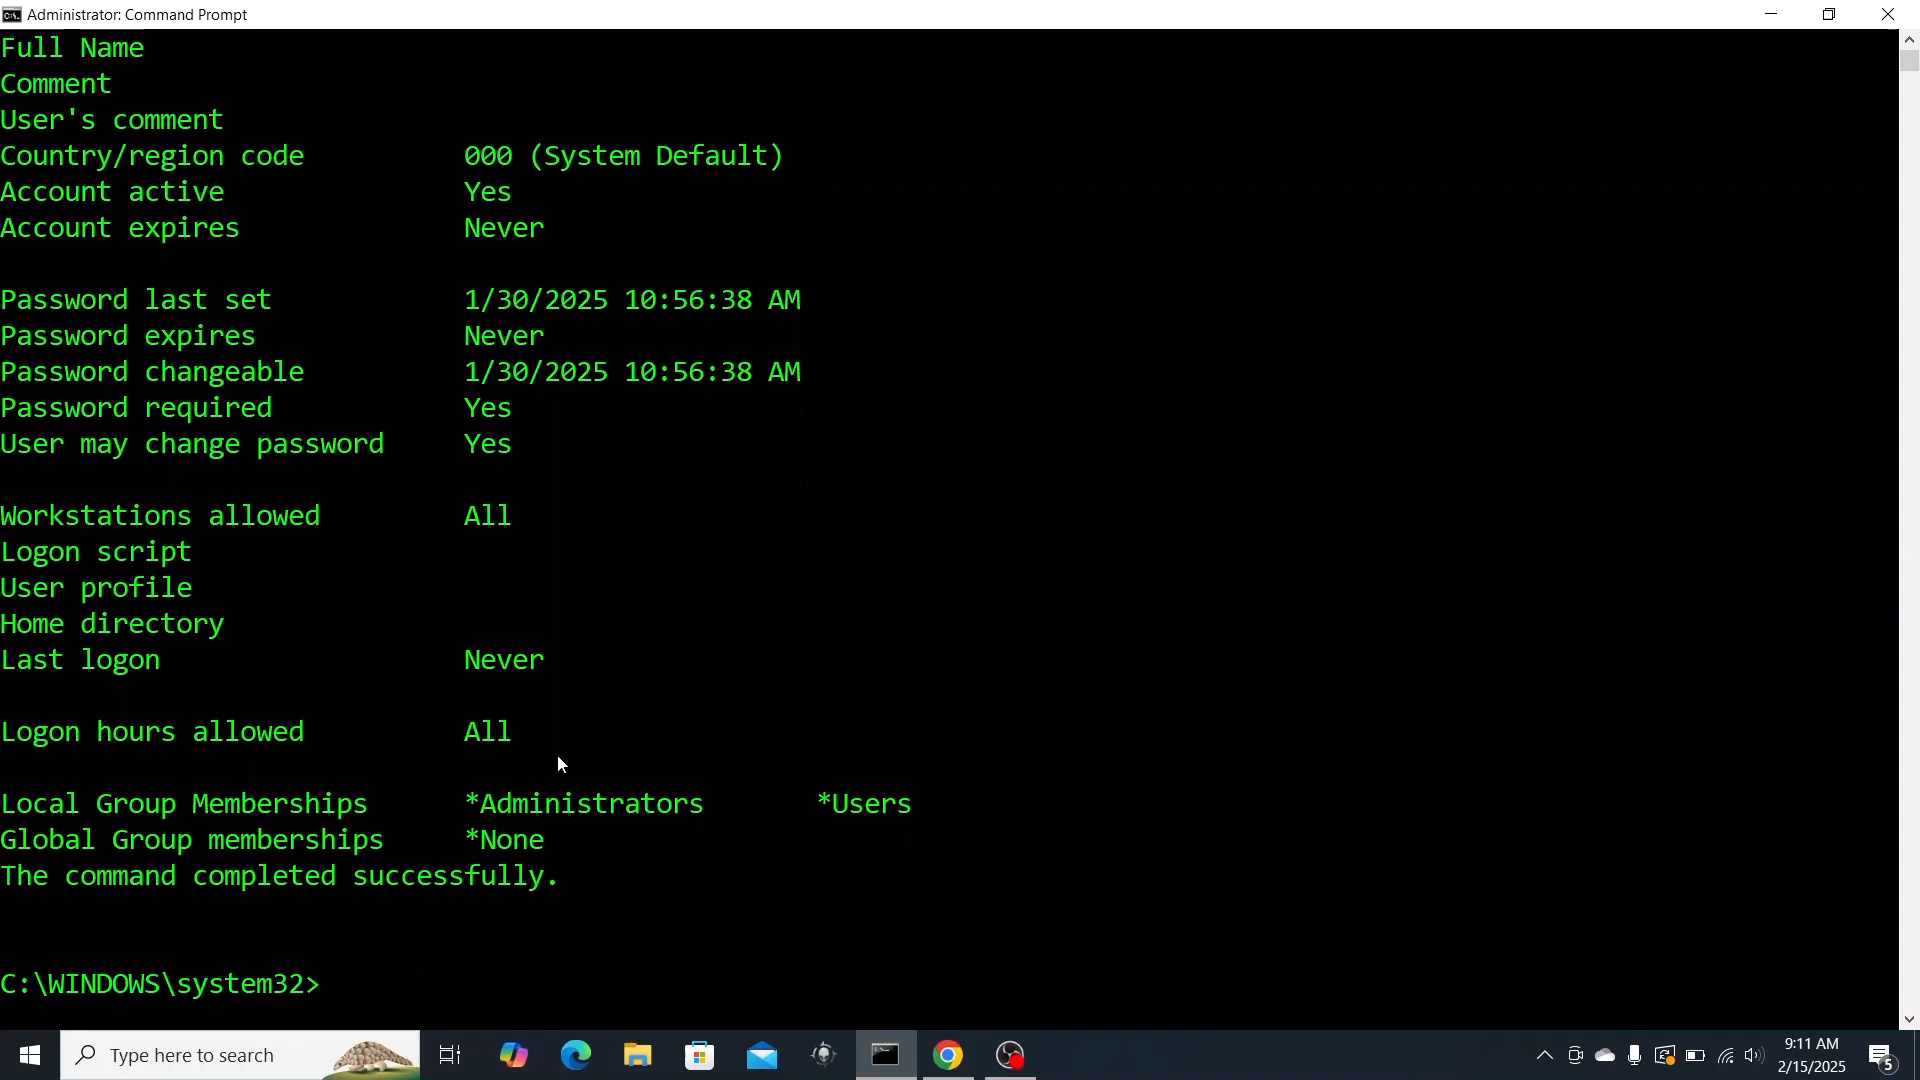 Administrator: Command Prompt
Full Name
Comment
User's comment
Country/region code 000 (System Default)
Account active Yes
Account expires Never
Password last set 1/30/2025 10:56:38 AM
Password expires Never
Password changeable 1/30/2025 10:56:38 AM
Password required Yes
User may change password Yes
Workstations allowed All
Logon script
User profile
Home directory
Last logon Never
Logon hours allowed All
Local Group Memberships *Administrators *Users
Global Group memberships *None
The command completed successfully.
C:\WINDOWS\system32>
Type here to search
9:11 AM
2/15/2025
5